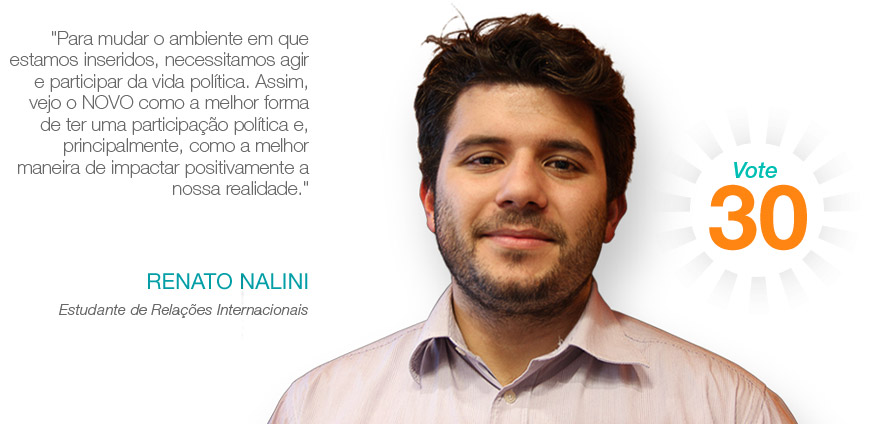 "Para mudar o ambiente em que
estamos inseridos, necessitamos agir
e participar da vida política. Assim,
vejo o NOVO como a melhor forma
de ter uma participação política e,
principalmente, como a melhor
maneira de impactar positivamente a
nossa realidade."
RENATO NALINI
Estudante de Relações Internacionais
Vote
30